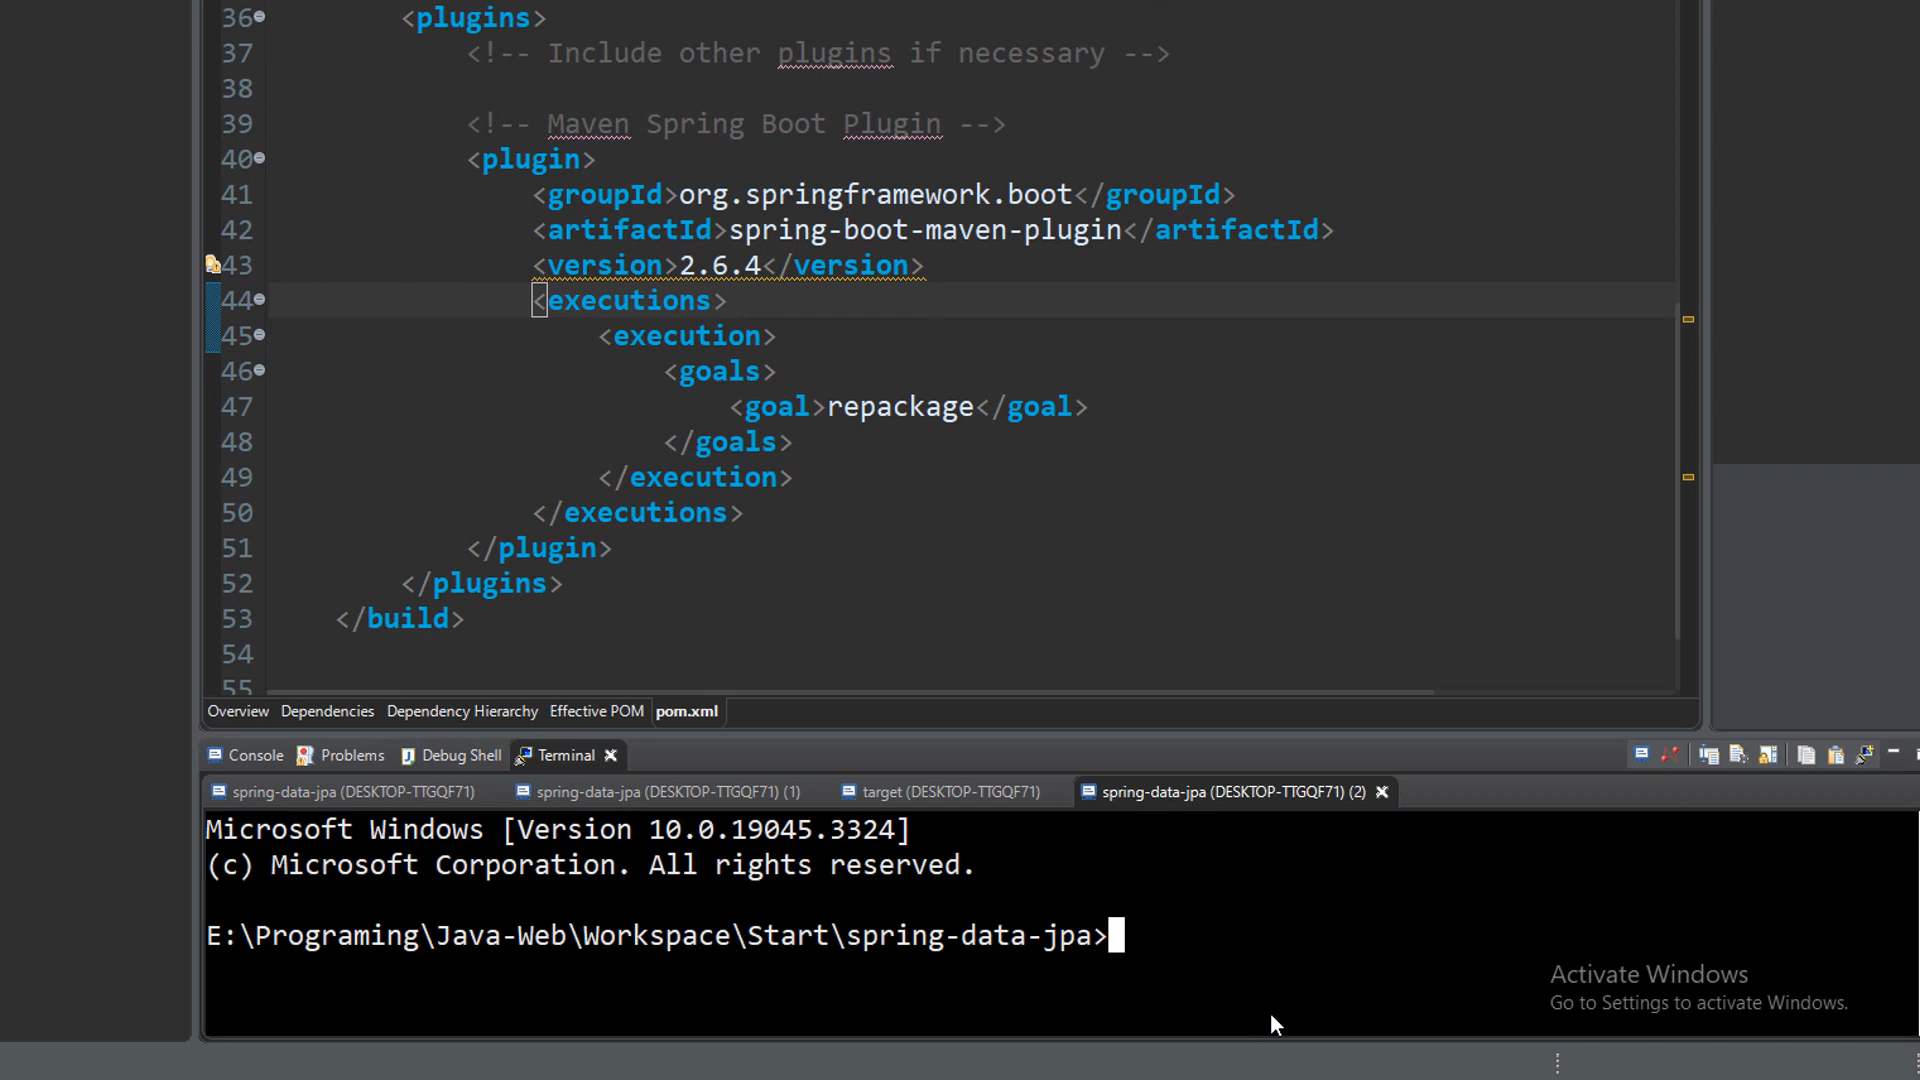 36 <plugins>
37 <!-- Include other plugins if necessary -->
38
39 <!-- Maven Spring Boot Plugin -->
40 <plugin>
41 <groupId>org.springframework.boot</groupId>
42 <artifactId>spring-boot-maven-plugin</artifactId>
43 <version>2.6.4</version>
44 <executions>
45 <execution>
46 <goals>
47 <goal>repackage</goal>
48 </goals>
49 </execution>
50 </executions>
51 </plugin>
52 </plugins>
53 </build>
54
55
Overview Dependencies Dependency Hierarchy Effective POM pom.xml
Console Problems Debug Shell Terminal
spring-data-jpa (DESKTOP-TTGQF71) spring-data-jpa (DESKTOP-TTGQF71) (1) target (DESKTOP-TTGQF71) spring-data-jpa (DESKTOP-TTGQF71) (2)
Microsoft Windows [Version 10.0.19045.3324]
(c) Microsoft Corporation. All rights reserved.
E:\Programing\Java-Web\Workspace\Start\spring-data-jpa>
Activate Windows
Go to Settings to activate Windows.